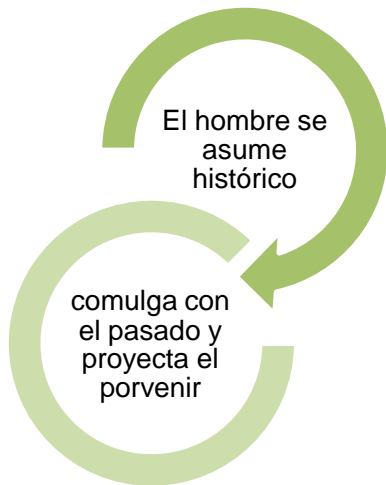 El hombre se
asume
histórico
comulga con
el pasado y
proyecta el
porvenir